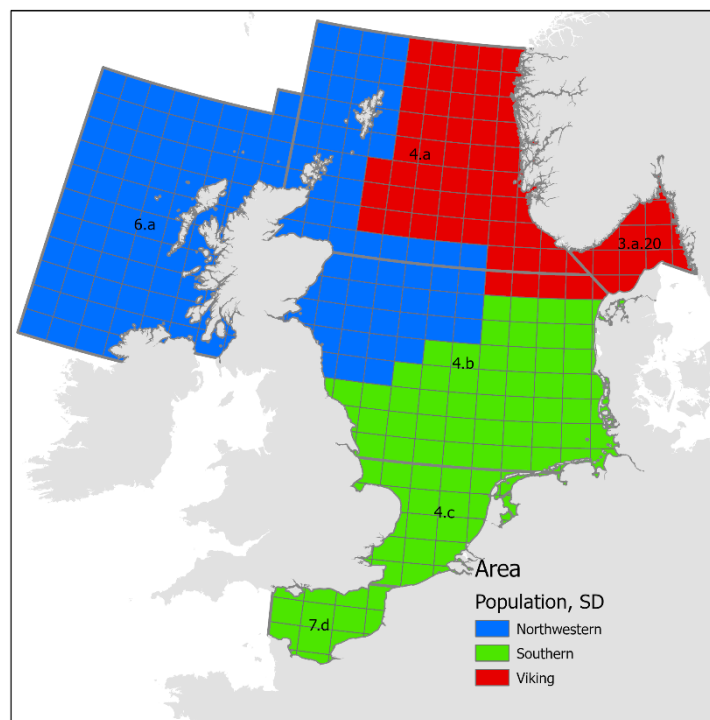 4.a
6.a
3.a.20
4.b
4.c
7.d
Area
Population, SD
Northwestern
Southern
Viking